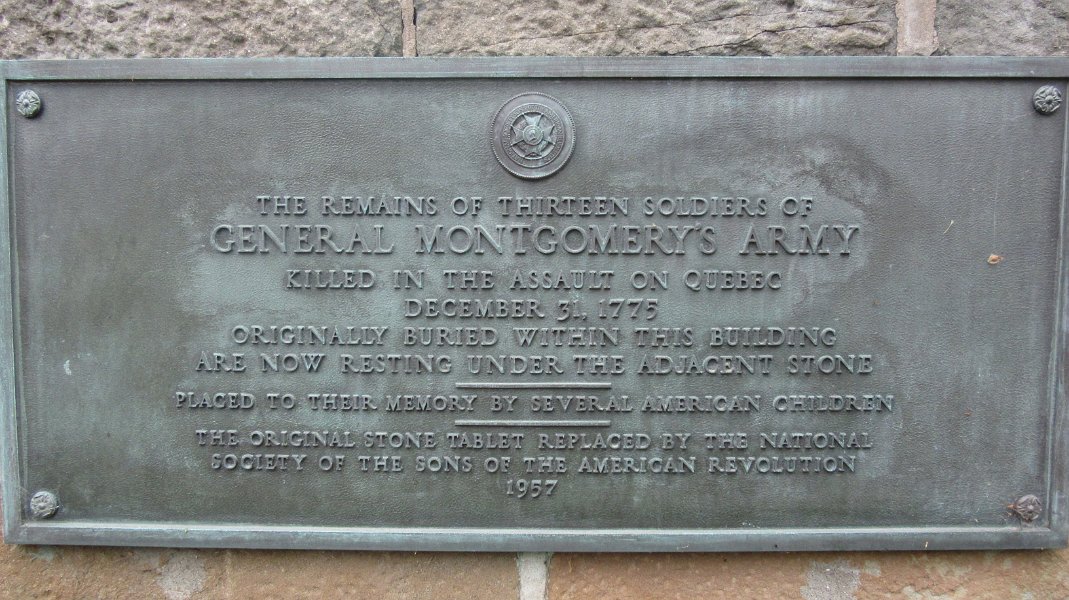 THE REMAINS OF THIRTEEN SOLDIERS OF
GENERAL MONTGOMERY'S ARMY
KILLED IN THE ASSAULT ON QUEBEC
DECEMBER 31, 1775
ORIGINALLY BURIED WITHIN THIS BUILDING
ARE NOW RESTING UNDER THE ADJACENT STONE
PLACED TO THEIR MEMORY BY SEVERAL AMERICAN CHILDREN
THE ORIGINAL STONE TABLET REPLACED BY THE NATIONAL
SOCIETY OF THE SONS OF THE AMERICAN REVOLUTION
1957